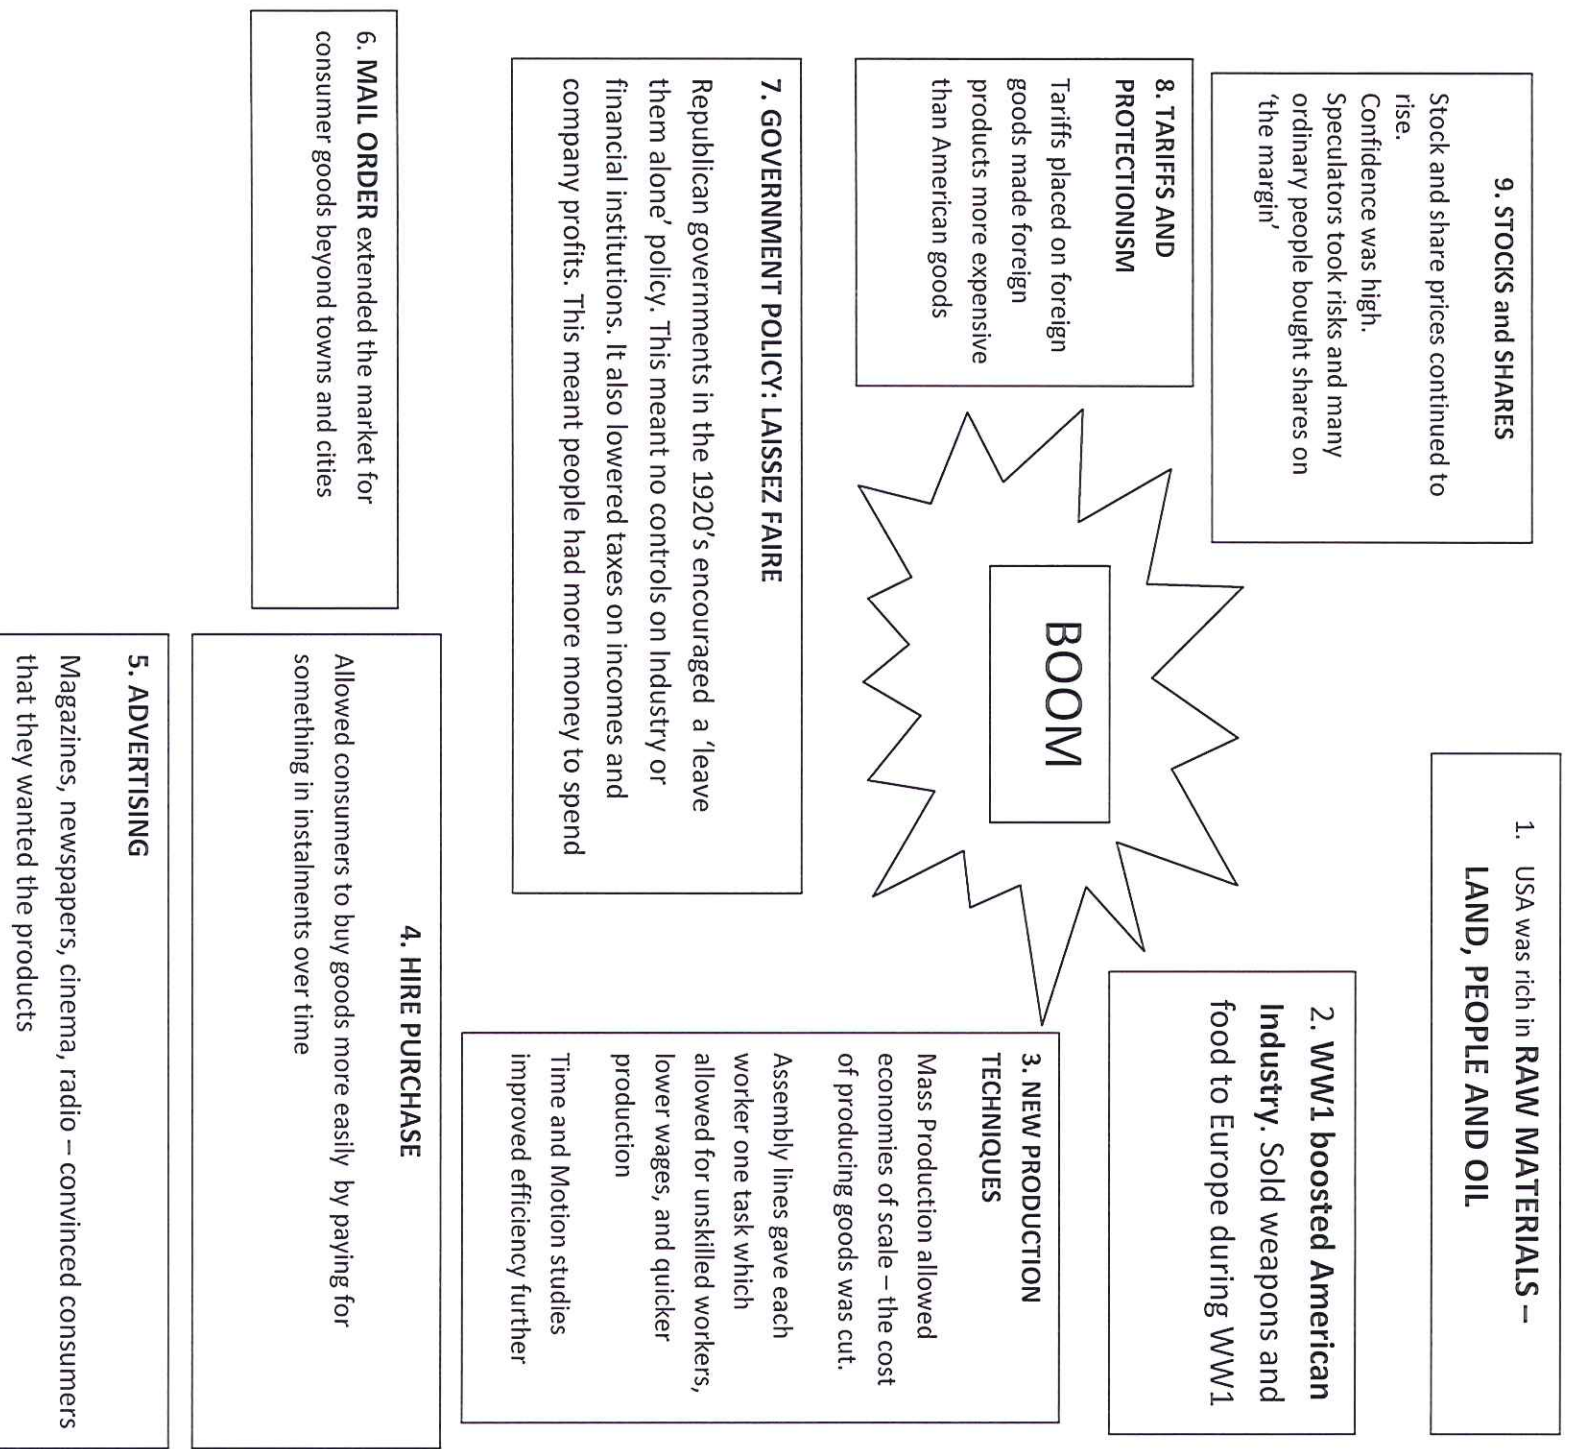 1. USA was rich in RAW MATERIALS –
LAND, PEOPLE AND OIL
2. WW1 boosted American
Industry. Sold weapons and
food to Europe during WW1
3. NEW PRODUCTION
TECHNIQUES
Mass Production allowed
economies of scale – the cost
of producing goods was cut.
Assembly lines gave each
worker one task which
allowed for unskilled workers,
lower wages, and quicker
production
Time and Motion studies
improved efficiency further
4. HIRE PURCHASE
Allowed consumers to buy goods more easily by paying for
something in instalments over time
5. ADVERTISING
Magazines, newspapers, cinema, radio – convinced consumers
that they wanted the products
6. MAIL ORDER extended the market for
consumer goods beyond towns and cities
7. GOVERNMENT POLICY: LAISSEZ FAIRE
Republican governments in the 1920's encouraged a 'leave
them alone' policy. This meant no controls on Industry or
financial institutions. It also lowered taxes on incomes and
company profits. This meant people had more money to spend
8. TARIFFS AND
PROTECTIONISM
Tariffs placed on foreign
goods made foreign
products more expensive
than American goods
9. STOCKS and SHARES
Stock and share prices continued to
rise.
Confidence was high.
Speculators took risks and many
ordinary people bought shares on
'the margin'
BOOM